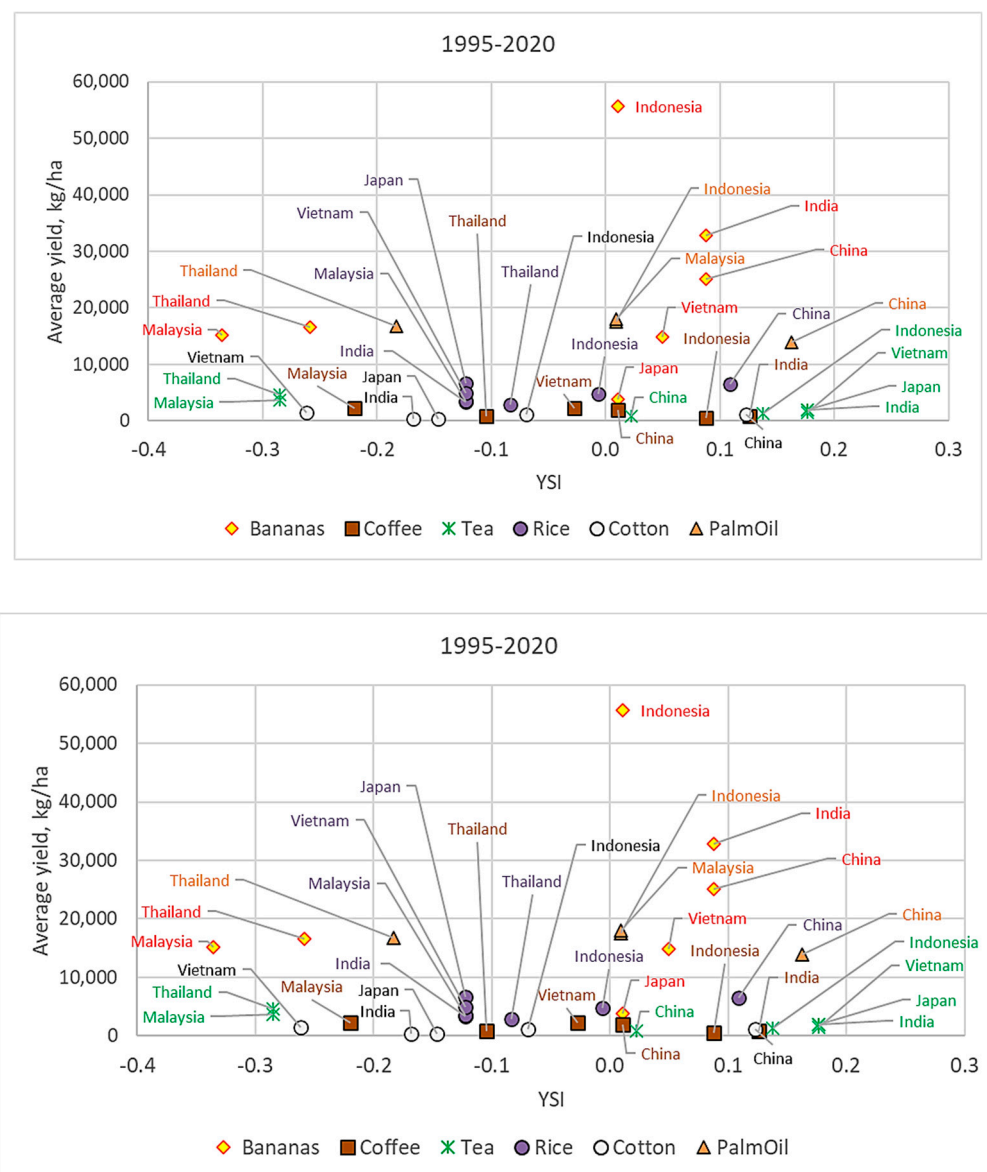 1995-2020
60,000
50,000
40,000
30,000
20,000
10,000
0
Average yield, kg/ha
Indonesia
Japan
Indonesia
Vietnam
Thailand
India
Indonesia
Thailand
Malaysia
Thailand
Malaysia
China
Thailand
Vietnam
China
China
Malaysia
Indonesia
Indonesia
Indonesia
Vietnam
India
Vietnam
Thailand
Malaysia
Japan
Vietnam
Japan
India
Japan
Malaysia
India
China
India
China
China
-0.4 -0.3 -0.2 -0.1 0.0 0.1 0.2 0.3
YSI
Bananas Coffee Tea Rice Cotton PalmOil
1995-2020
60,000
50,000
40,000
30,000
20,000
10,000
0
Average yield, kg/ha
Indonesia
Japan
Indonesia
Vietnam
Thailand
India
Indonesia
China
Thailand
Malaysia
Thailand
Malaysia
Thailand
Vietnam
China
China
Malaysia
Indonesia
Indonesia
Indonesia
Vietnam
India
Vietnam
India
Thailand
Malaysia
Japan
Vietnam
Japan
Japan
Malaysia
India
China
India
China
China
-0.4 -0.3 -0.2 -0.1 0.0 0.1 0.2 0.3
YSI
Bananas Coffee Tea Rice Cotton PalmOil